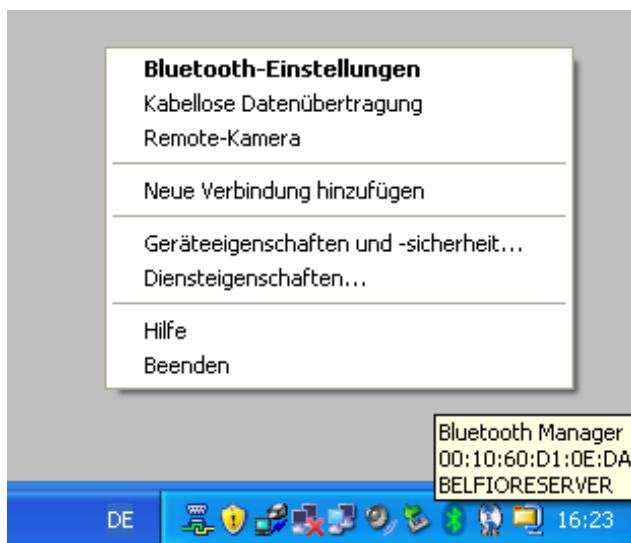 Bluetooth-Einstellungen
Kabellose Datenübertragung
Remote-Kamera
Neue Verbindung hinzufügen
Geräteeigenschaften und -sicherheit...
Diensteigenschaften...
Hilfe
Beenden
Bluetooth Manager
00:10:60:D1:0E:DA
BELFIORESERVER
DE 16:23